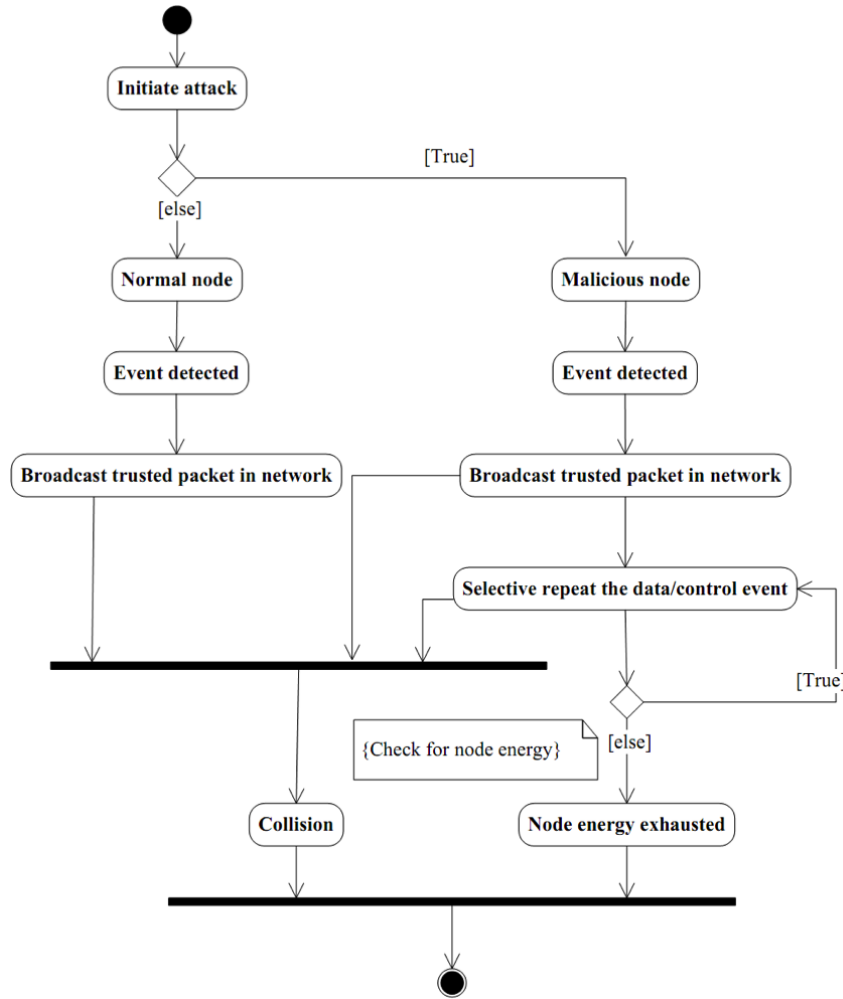 Initiate attack
[True]
[else]
Normal node
Malicious node
Event detected
Event detected
Broadcast trusted packet in network
Broadcast trusted packet in network
Selective repeat the data/control event
[True]
{Check for node energy}
[else]
Collision
Node energy exhausted